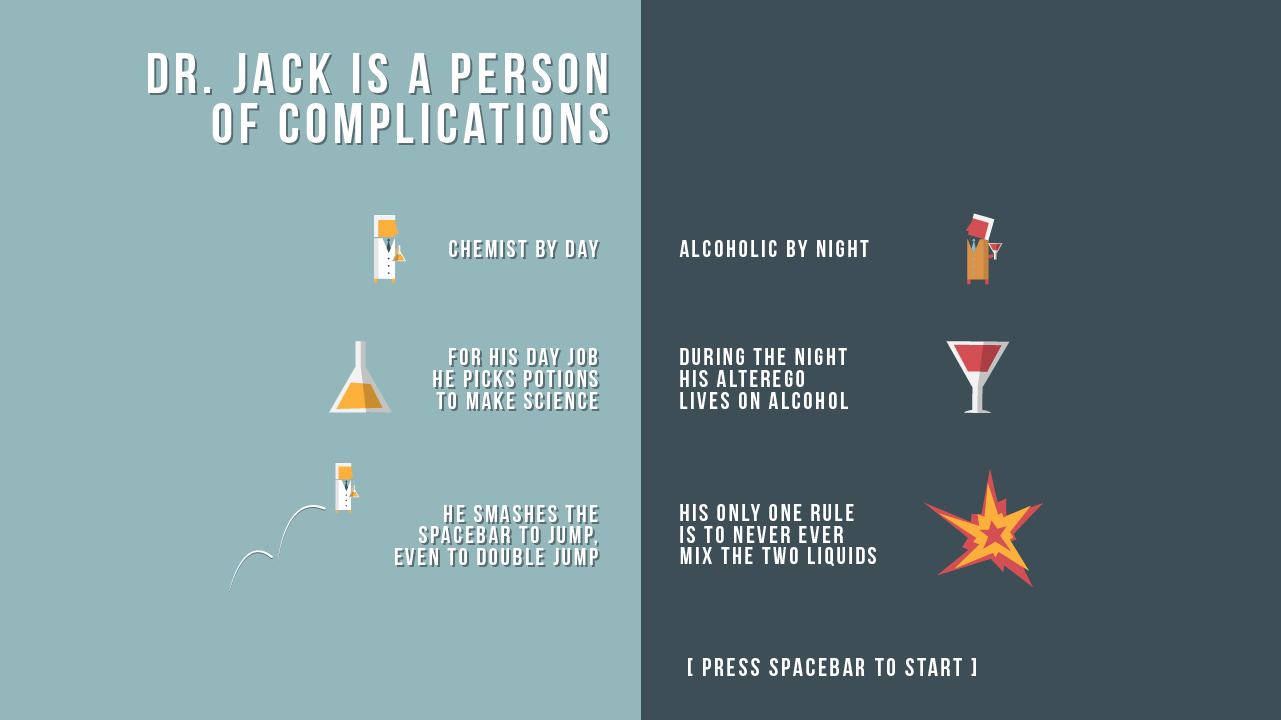 DR. JACK IS A PERSON
OF COMPLICATIONS
CHEMIST BY DAY
ALCOHOLIC BY NIGHT
FOR HIS DAY JOB
HE PICKS POTIONS
TO MAKE SCIENCE
DURING THE NIGHT
HIS ALTEREGO
LIVES ON ALCOHOL
HE SMASHES THE
SPACEBAR TO JUMP,
EVEN TO DOUBLE JUMP
HIS ONLY ONE RULE
IS TO NEVER EVER
MIX THE TWO LIQUIDS
[ PRESS SPACEBAR TO START ]